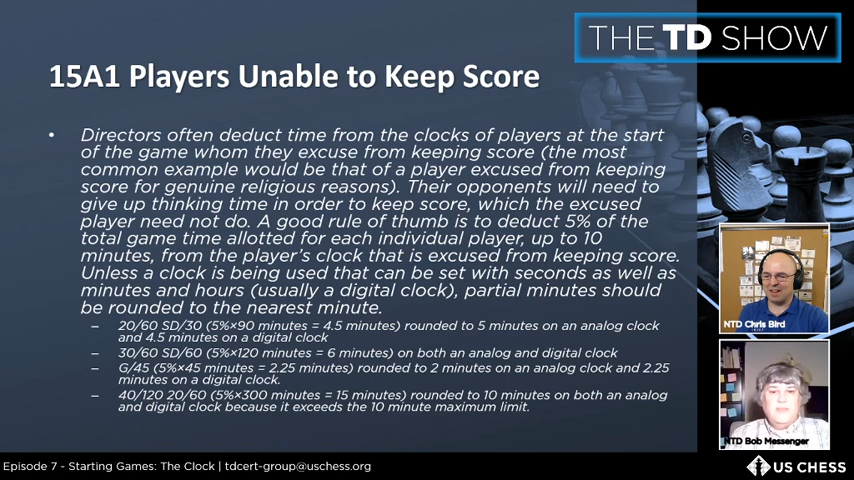 THE TD SHOW
15A1 Players Unable to Keep Score
• Directors often deduct time from the clocks of players at the start
of the game whom they excuse from keeping score (the most
common example would be that of a player excused from keeping
score for genuine religious reasons). Their opponents will need to
give up thinking time in order to keep score, which the excused
player need not do. A good rule of thumb is to deduct 5% of the
total game time allotted for each individual player, up to 10
minutes, from the player's clock that is excused from keeping score.
Unless a clock is being used that can be set with seconds as well as
minutes and hours (usually a digital clock), partial minutes should
be rounded to the nearest minute.
– 20/60 SD/30 (5%×90 minutes = 4.5 minutes) rounded to 5 minutes on an analog clock
and 4.5 minutes on a digital clock
– 30/60 SD/60 (5%×120 minutes = 6 minutes) on both an analog and digital clock
– G/45 (5%×45 minutes = 2.25 minutes) rounded to 2 minutes on an analog clock and 2.25
minutes on a digital clock.
– 40/120 20/60 (5%×300 minutes = 15 minutes) rounded to 10 minutes on both an analog
and digital clock because it exceeds the 10 minute maximum limit.
NTD Chris Bird
NTD Bob Messenger
Episode 7 - Starting Games: The Clock | tdcert-group@uschess.org
US CHESS